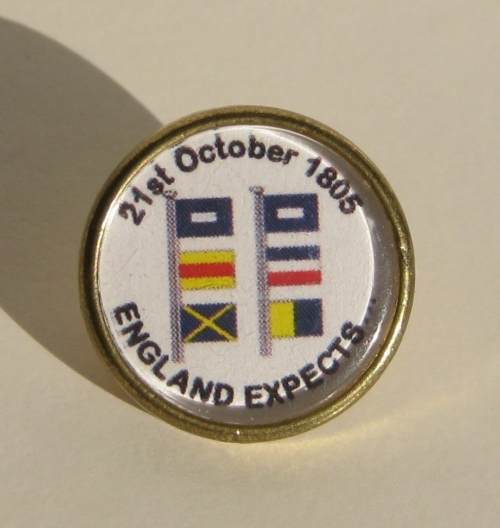 21st October 1805
ENGLAND EXPECTS...